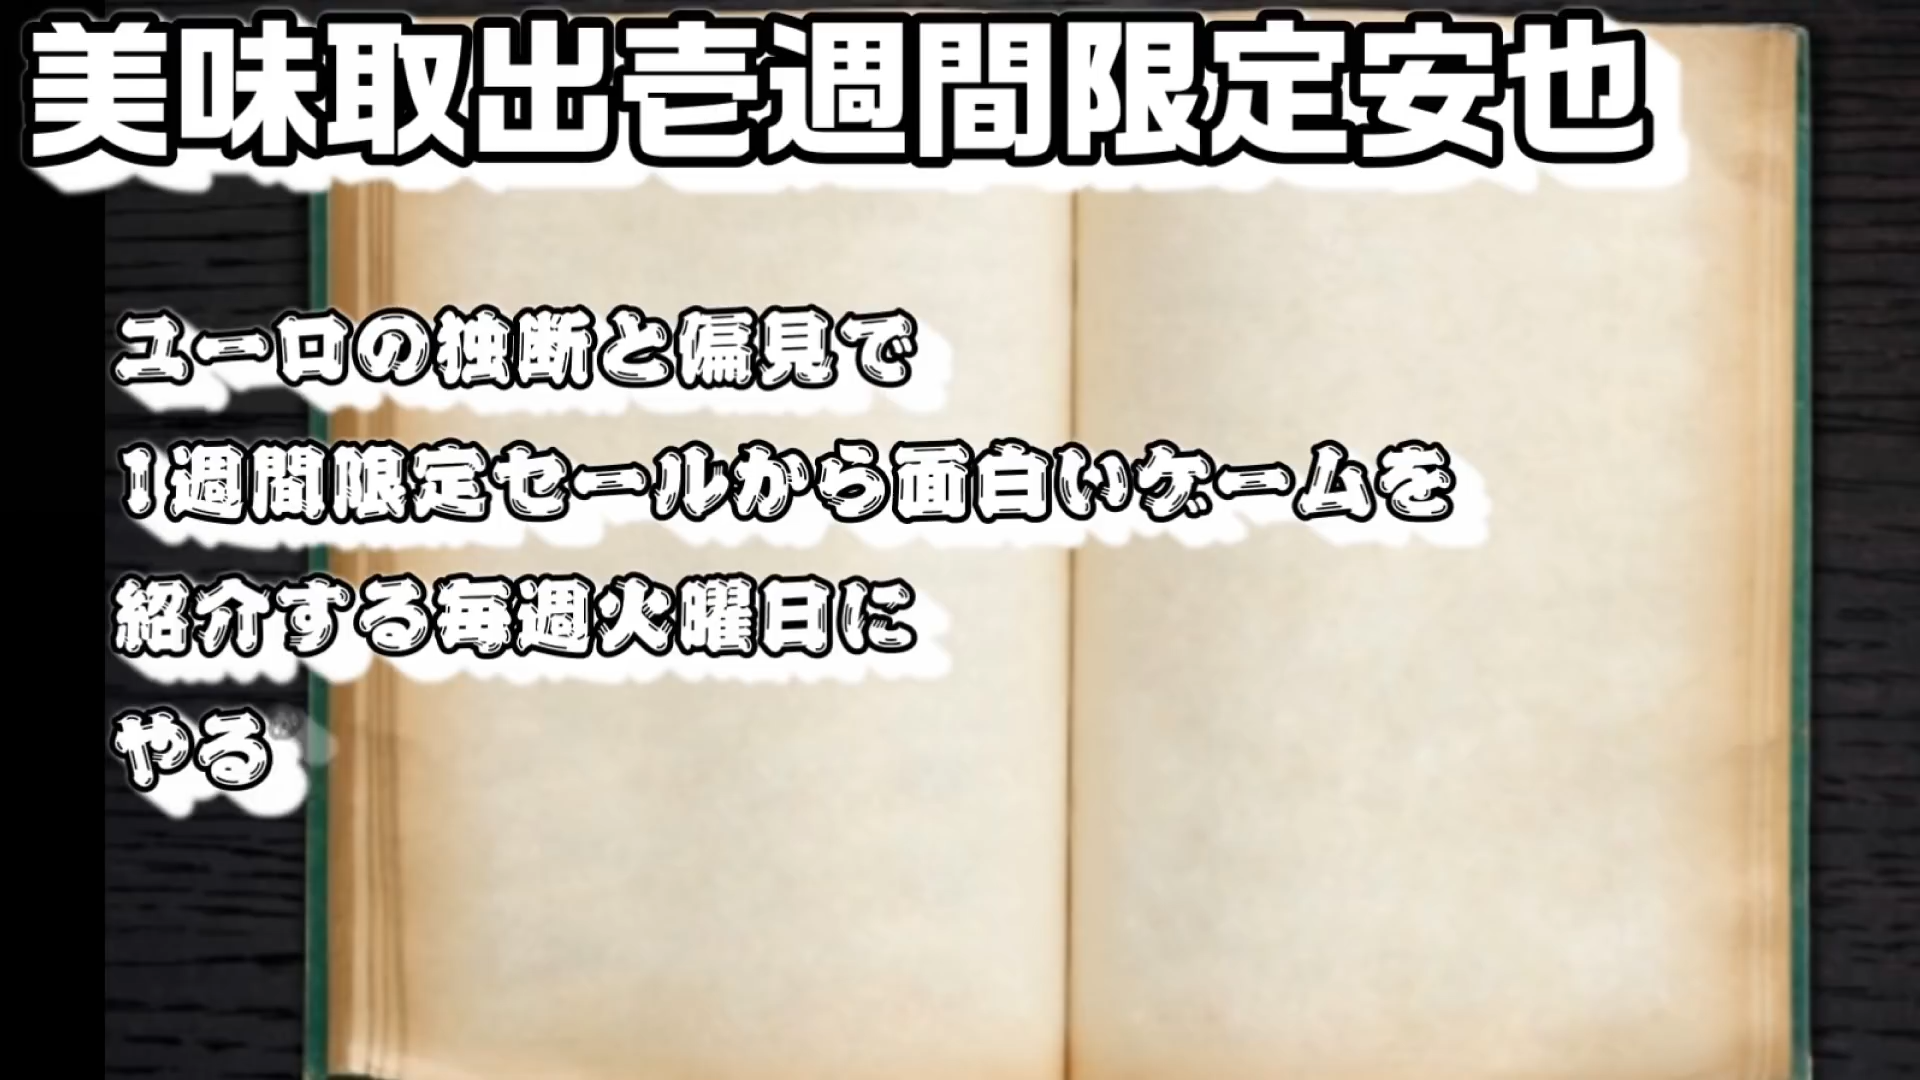 美味取出壱週間限定安也
ユーロの独断と偏見で
1週間限定セールから面白いゲームを
紹介する毎週火曜日に
やる